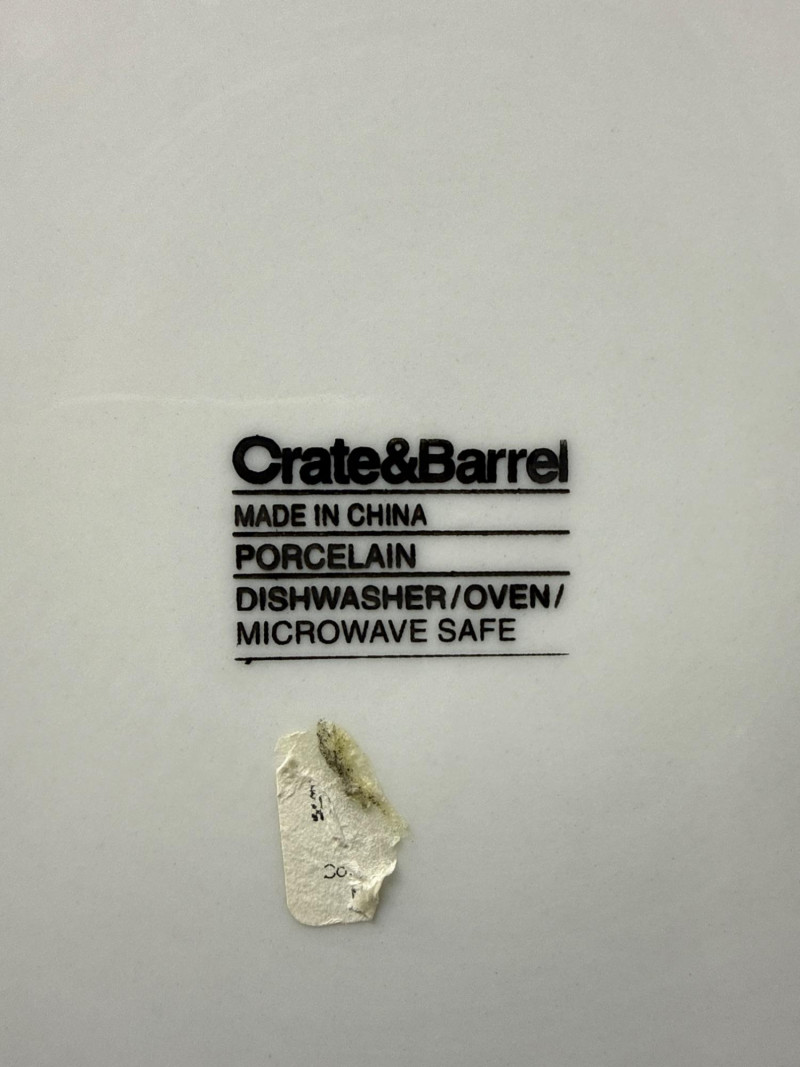 Crate&Barrel
MADE IN CHINA
PORCELAIN
DISHWASHER/OVEN/
MICROWAVE SAFE